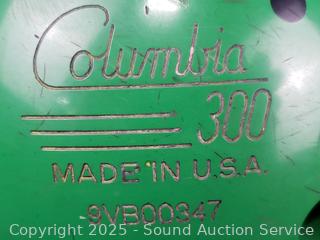 Columbia
300
MADE IN U.S.A.
9VB00347
Copyright 2025 - Sound Auction Service